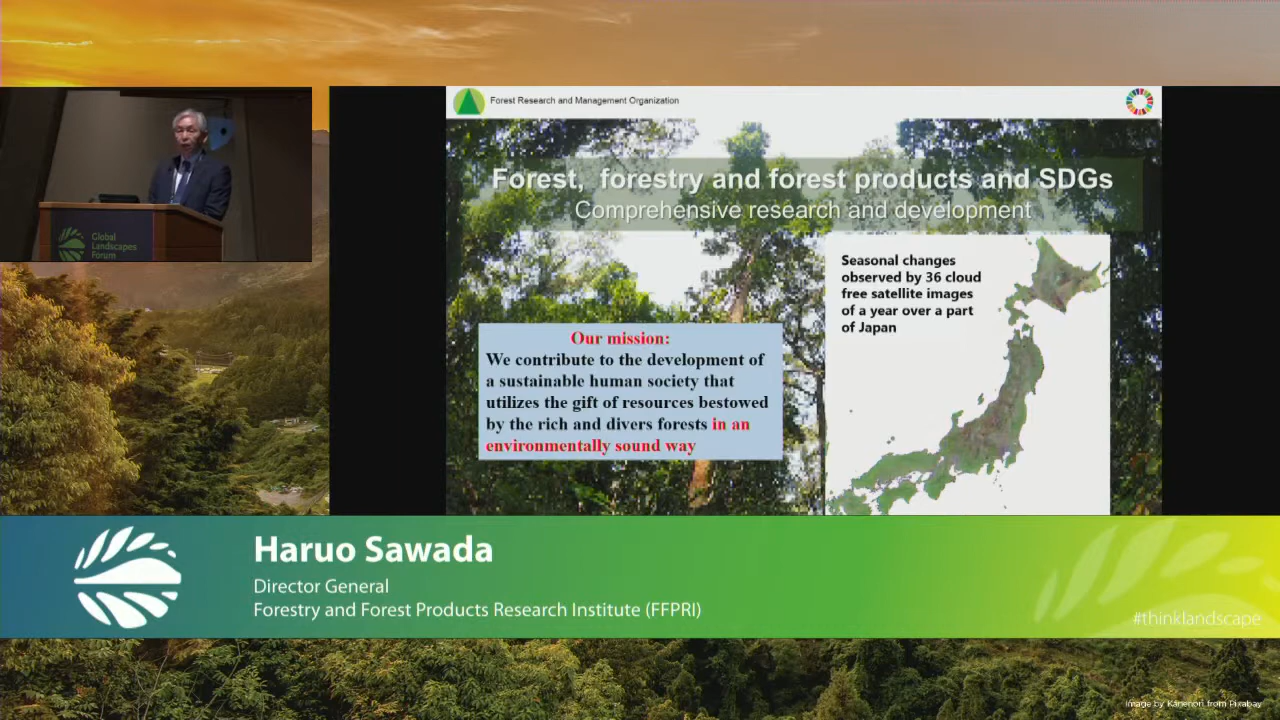 Forest Research and Management Organization
Forest, forestry and forest products and SDGs
Comprehensive research and development
Seasonal changes
observed by 36 cloud
free satellite images
of a year over a part
of Japan
Our mission:
We contribute to the development of
a sustainable human society that
utilizes the gift of resources bestowed
by the rich and divers forests in an
environmentally sound way
Global
Landscapes
Forum
Haruo Sawada
Director General
Forestry and Forest Products Research Institute (FFPRI)
#thinklandscape
Image by Kanenori from Pixabay